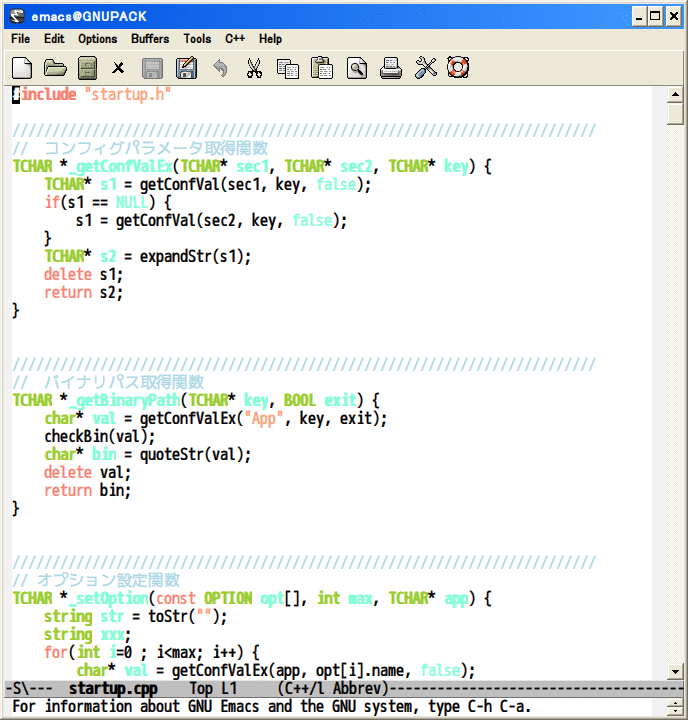 emacs@GNUPACK
File Edit Options Buffers Tools C++ Help
#include "startup.h"
/////////////////////////////////////////////////////////////////////////
//  コンフィグパラメータ取得関数
TCHAR *_getConfValEx(TCHAR* sec1, TCHAR* sec2, TCHAR* key) {
    TCHAR* s1 = getConfVal(sec1, key, false);
    if(s1 == NULL) {
        s1 = getConfVal(sec2, key, false);
    }
    TCHAR* s2 = expandStr(s1);
    delete s1;
    return s2;
}
/////////////////////////////////////////////////////////////////////////
//  バイナリパス取得関数
TCHAR *_getBinaryPath(TCHAR* key, BOOL exit) {
    char* val = getConfValEx("App", key, exit);
    checkBin(val);
    char* bin = quoteStr(val);
    delete val;
    return bin;
}
/////////////////////////////////////////////////////////////////////////
// オプション設定関数
TCHAR *_setOption(const OPTION opt[], int max, TCHAR* app) {
    string str = toStr("");
    string xxx;
    for(int i=0 ; i<max; i++) {
        char* val = getConfValEx(app, opt[i].name, false);
-S\---  startup.cpp    Top L1     (C++/l Abbrev)-------------------------------------
For information about GNU Emacs and the GNU system, type C-h C-a.